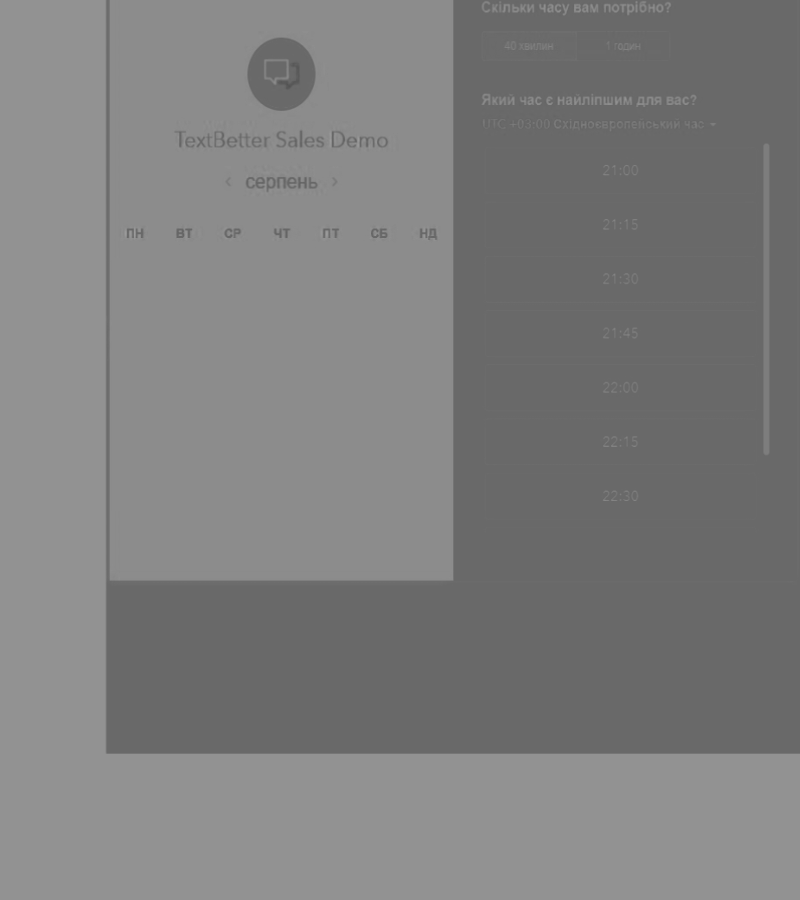 TextBetter Sales Demo
‹ серпень ›
ПН ВТ СР ЧТ ПТ СБ НД
Скільки часу вам потрібно?
40 хвилин 1 годин
Який час є найліпшим для вас?
UTC +03:00 Східноєвропейський час
21:00
21:15
21:30
21:45
22:00
22:15
22:30